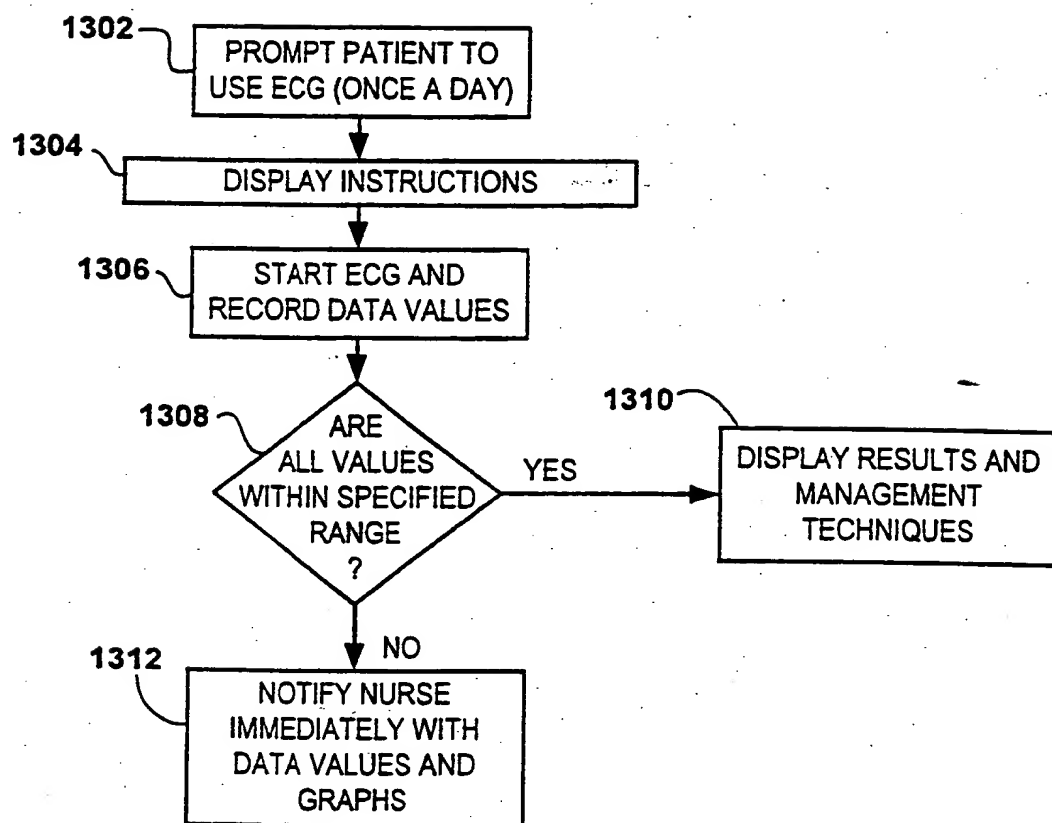 1302
PROMPT PATIENT TO
USE ECG (ONCE A DAY)
1304
DISPLAY INSTRUCTIONS
1306
START ECG AND
RECORD DATA VALUES
1308
ARE
ALL VALUES
WITHIN SPECIFIED
RANGE
?
YES
1310
DISPLAY RESULTS AND
MANAGEMENT
TECHNIQUES
NO
1312
NOTIFY NURSE
IMMEDIATELY WITH
DATA VALUES AND
GRAPHS